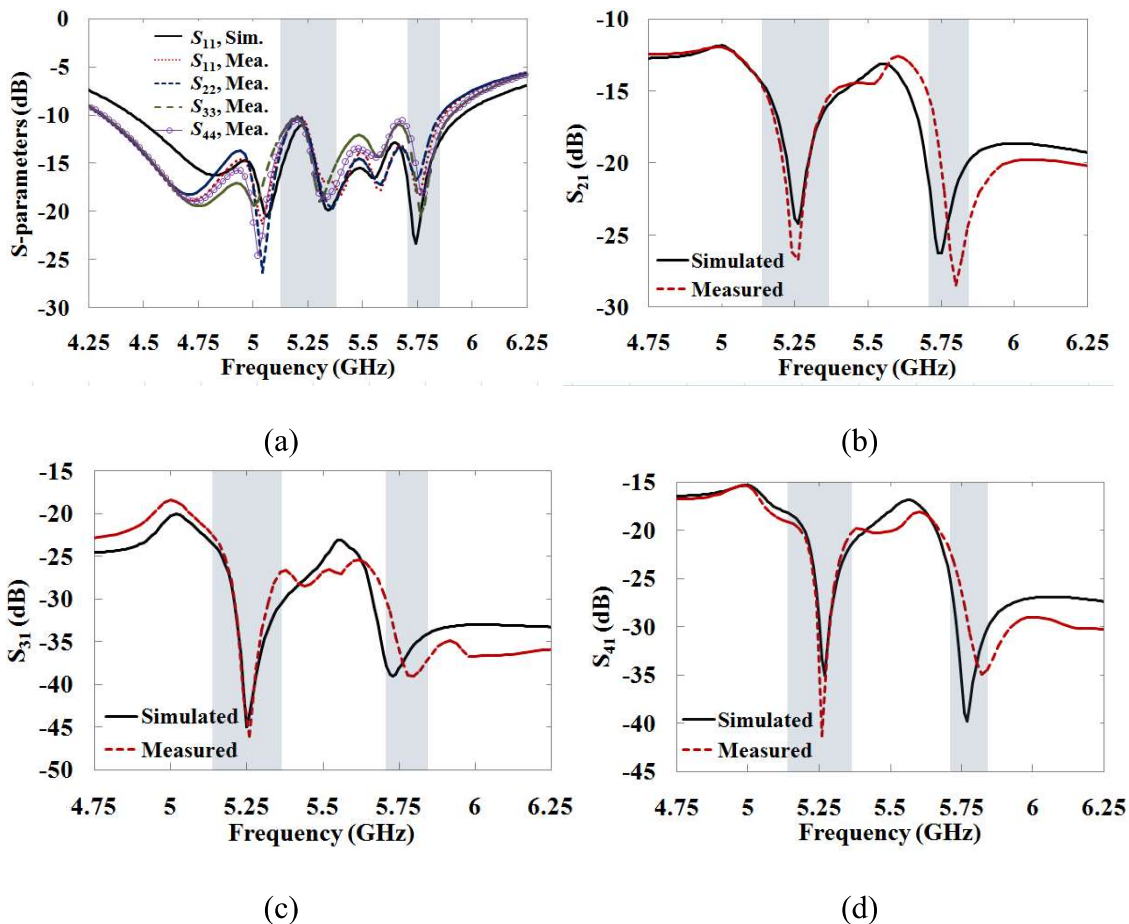 0
-5
-10
-15
-20
-25
-30
S-parameters (dB)
S11, Sim.
S11, Mea.
S22, Mea.
S33, Mea.
S44, Mea.
4.25 4.5 4.75 5 5.25 5.5 5.75 6 6.25
Frequency (GHz)
(a)
-10
-15
-20
-25
-30
S21 (dB)
Simulated
Measured
4.75 5 5.25 5.5 5.75 6 6.25
Frequency (GHz)
(b)
-15
-20
-25
-30
-35
-40
-45
-50
S31 (dB)
Simulated
Measured
4.75 5 5.25 5.5 5.75 6 6.25
Frequency (GHz)
(c)
-15
-20
-25
-30
-35
-40
-45
S41 (dB)
Simulated
Measured
4.75 5 5.25 5.5 5.75 6 6.25
Frequency (GHz)
(d)